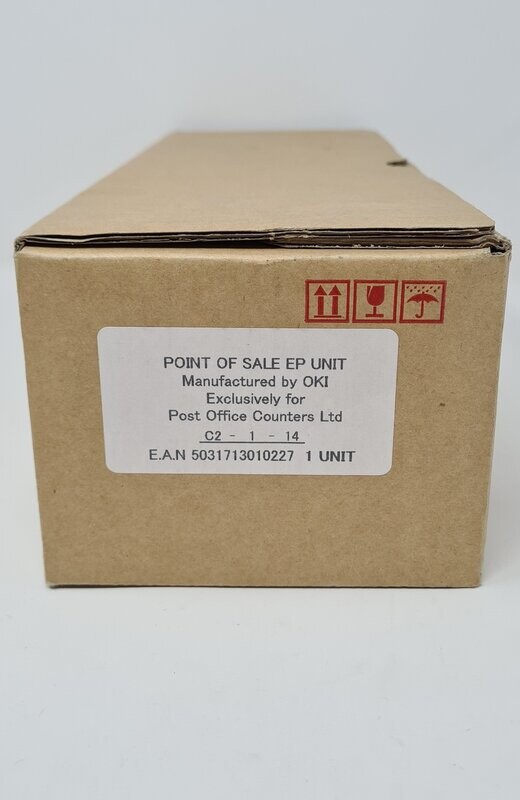 POINT OF SALE EP UNIT
Manufactured by OKI
Exclusively for
Post Office Counters Ltd
C2 - 1 - 14
E.A.N 5031713010227 1 UNIT